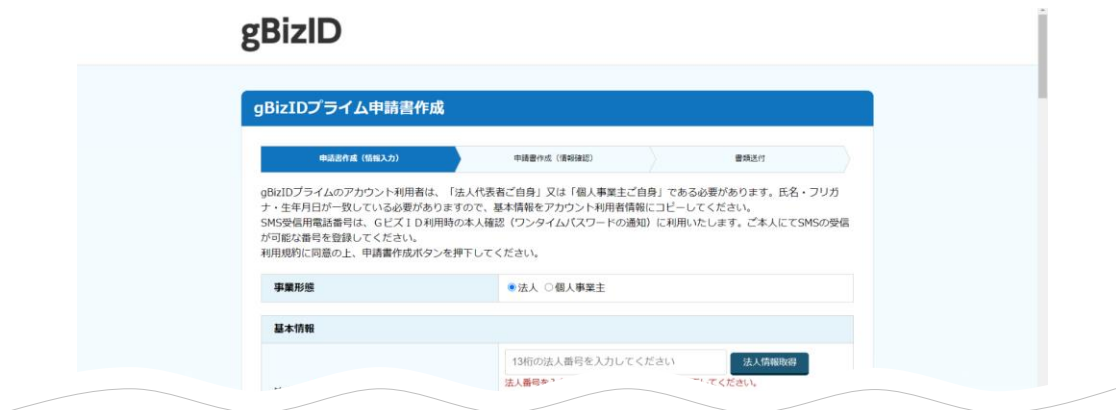 gBizID
gBizIDプライム申請書作成
申請書作成（情報入力）
申請書作成（情報確認）
書類送付
gBizIDプライムのアカウント利用者は、「法人代表者ご自身」又は「個人事業主ご自身」である必要があります。氏名・フリガ
ナ・生年月日が一致している必要がありますので、基本情報をアカウント利用者情報にコピーしてください。
SMS受信用電話番号は、GビズID利用時の本人確認（ワンタイムパスワードの通知）に利用いたします。ご本人にてSMSの受信
が可能な番号を登録してください。
利用規約に同意の上、申請書作成ボタンを押下してください。
事業形態
法人 個人事業主
基本情報
13桁の法人番号を入力してください
法人情報取得
法人番号を してください。